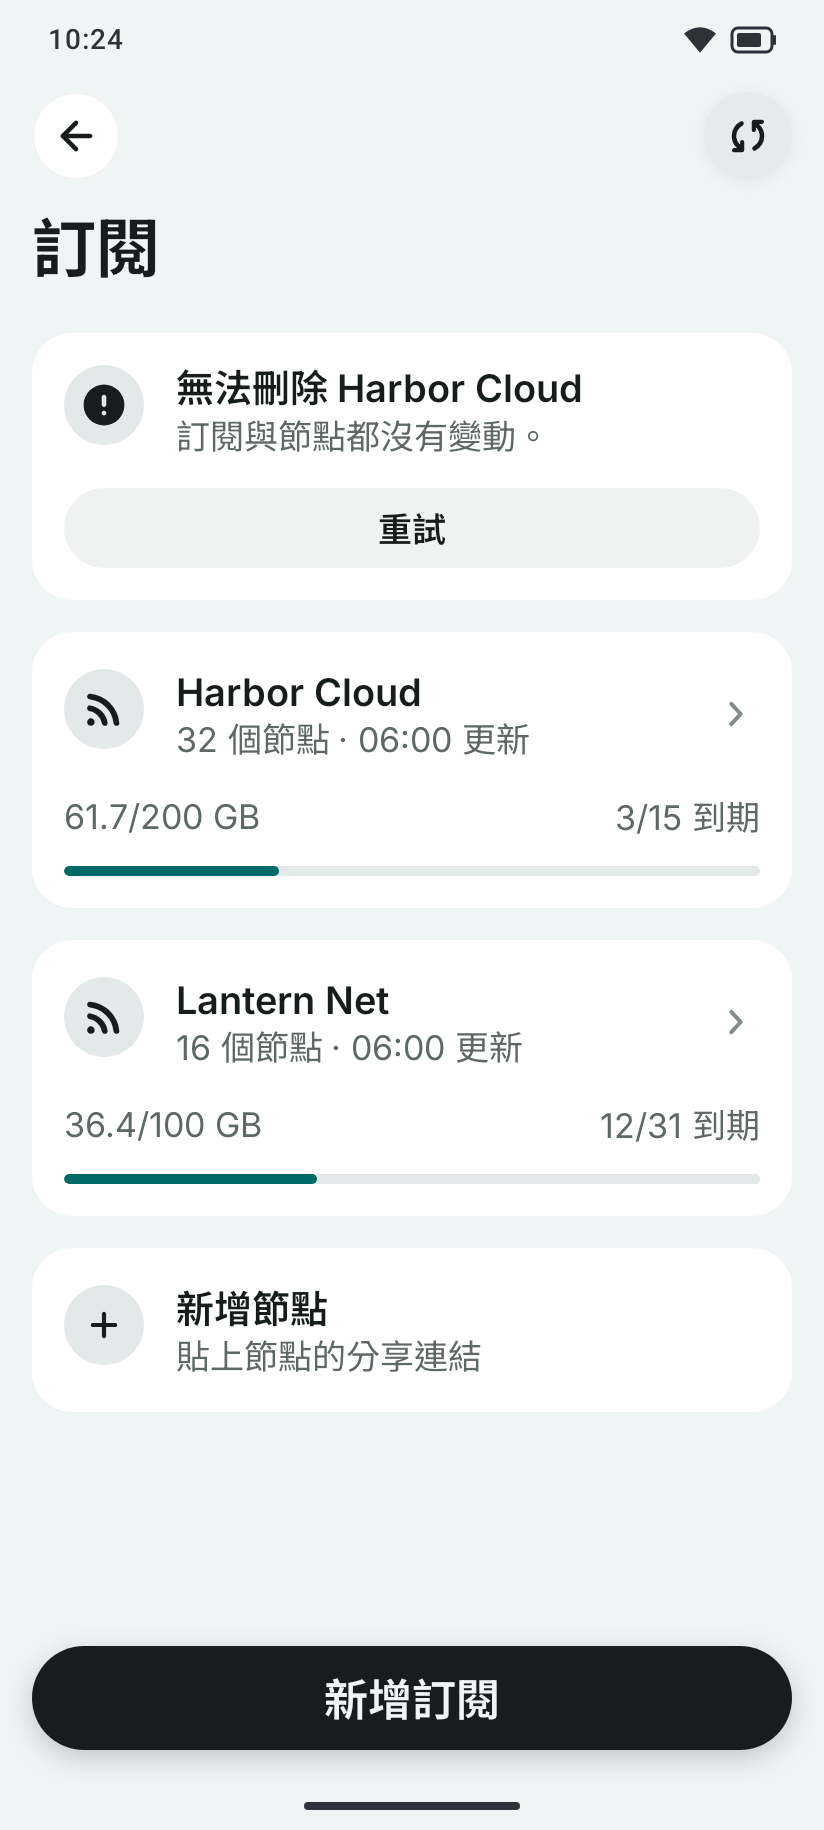 10:24
訂閱
無法刪除 Harbor Cloud
訂閱與節點都沒有變動。
重試
Harbor Cloud
32 個節點 · 06:00 更新
61.7/200 GB
3/15 到期
Lantern Net
16 個節點 · 06:00 更新
36.4/100 GB
12/31 到期
新增節點
貼上節點的分享連結
新增訂閱